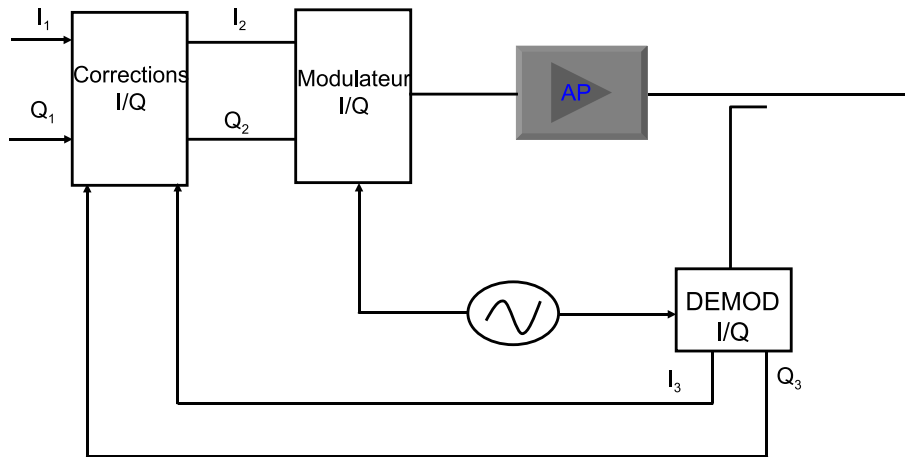 I1
I2
Corrections
I/Q
Modulateur
I/Q
AP
Q1
Q2
DEMOD
I/Q
I3
Q3